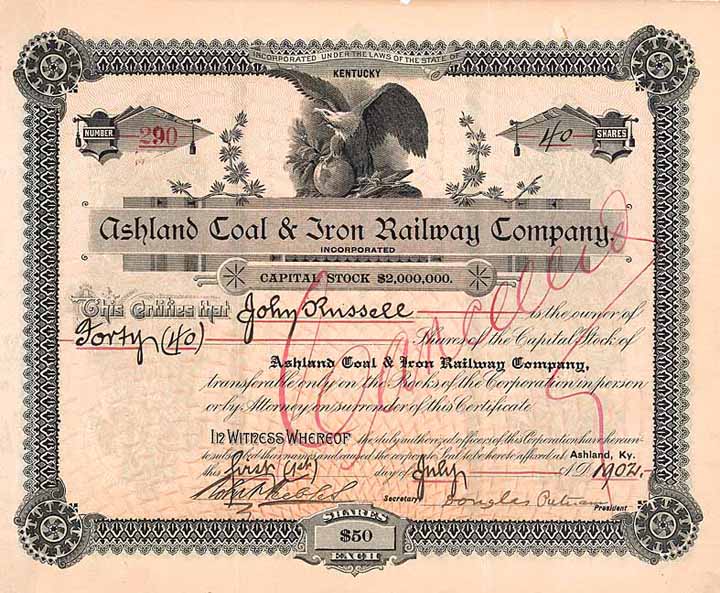 INCORPORATED UNDER THE LAWS OF THE STATE OF
KENTUCKY
NUMBER 290
40 SHARES
Ashland Coal & Iron Railway Company.
INCORPORATED
CAPITAL STOCK $2,000,000.
This Certifies that John Russell is the owner of
Forty (40) Shares of the Capital Stock of
Ashland Coal & Iron Railway Company,
transferable only on the Books of the Corporation in person
or by Attorney on surrender of this Certificate
IN WITNESS WHEREOF the duly authorized officers of this Corporation have hereun-
to subscribed their names and caused the corporate Seal to be hereto affixed at Ashland, Ky.
this first (1st) day of July A.D. 1902.-
Secretary Douglas Putnam
President
SHARES
$50
EACH
Cancelled